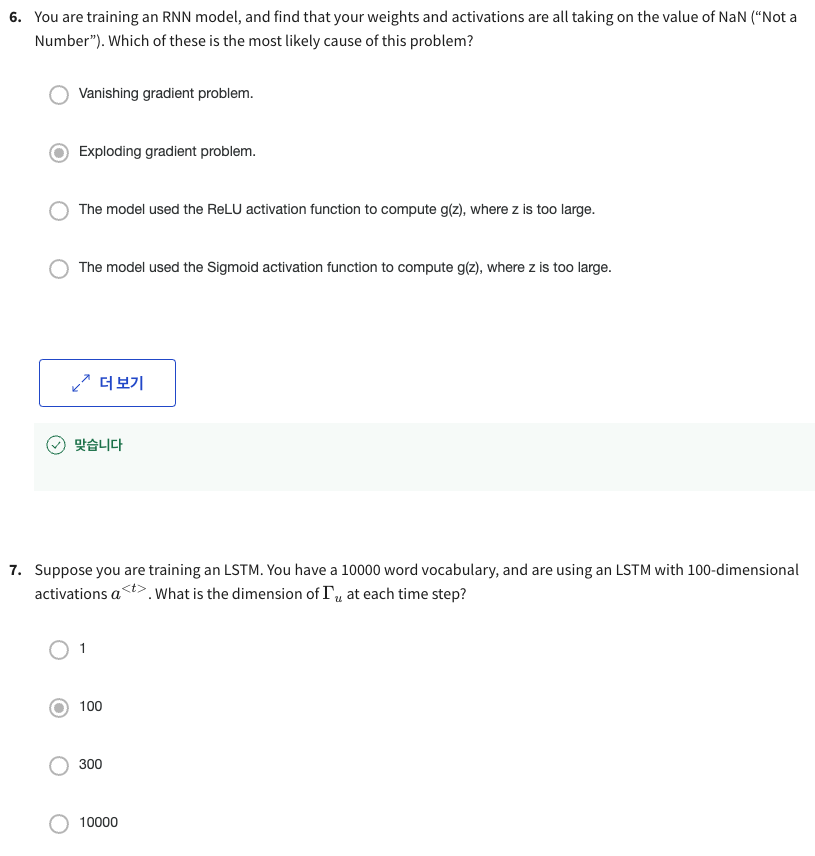 6. You are training an RNN model, and find that your weights and activations are all taking on the value of NaN (“Not a
Number”). Which of these is the most likely cause of this problem?
Vanishing gradient problem.
Exploding gradient problem.
The model used the ReLU activation function to compute g(z), where z is too large.
The model used the Sigmoid activation function to compute g(z), where z is too large.
더 보기
맞습니다
7. Suppose you are training an LSTM. You have a 10000 word vocabulary, and are using an LSTM with 100-dimensional
activations a^{<t>}. What is the dimension of Γ_u at each time step?
1
100
300
10000